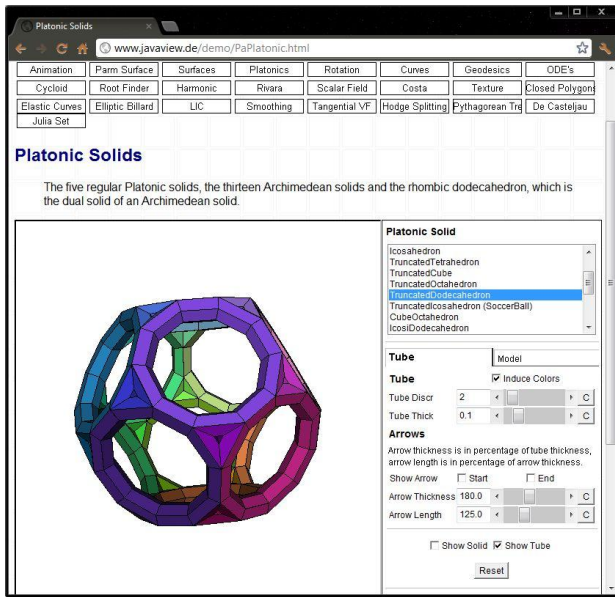 Platonic Solids
www.javaview.de/demo/PaPlatonic.html
Animation Parm Surface Surfaces Platonics Rotation Curves Geodesics ODE's
Cycloid Root Finder Harmonic Rivara Scalar Field Costa Texture Closed Polygons
Elastic Curves Elliptic Billard LIC Smoothing Tangential VF Hodge Splitting Pythagorean Tre De Casteljau
Julia Set
Platonic Solids
The five regular Platonic solids, the thirteen Archimedean solids and the rhombic dodecahedron, which is
the dual solid of an Archimedean solid.
Platonic Solid
Icosahedron
TruncatedTetrahedron
TruncatedCube
TruncatedOctahedron
TruncatedDodecahedron
TruncatedIcosahedron (SoccerBall)
CubeOctahedron
IcosiDodecahedron
Tube Model
Tube Induce Colors
Tube Discr 2 C
Tube Thick 0.1 C
Arrows
Arrow thickness is in percentage of tube thickness,
arrow length is in percentage of arrow thickness.
Show Arrow Start End
Arrow Thickness 180.0 C
Arrow Length 125.0 C
Show Solid Show Tube
Reset